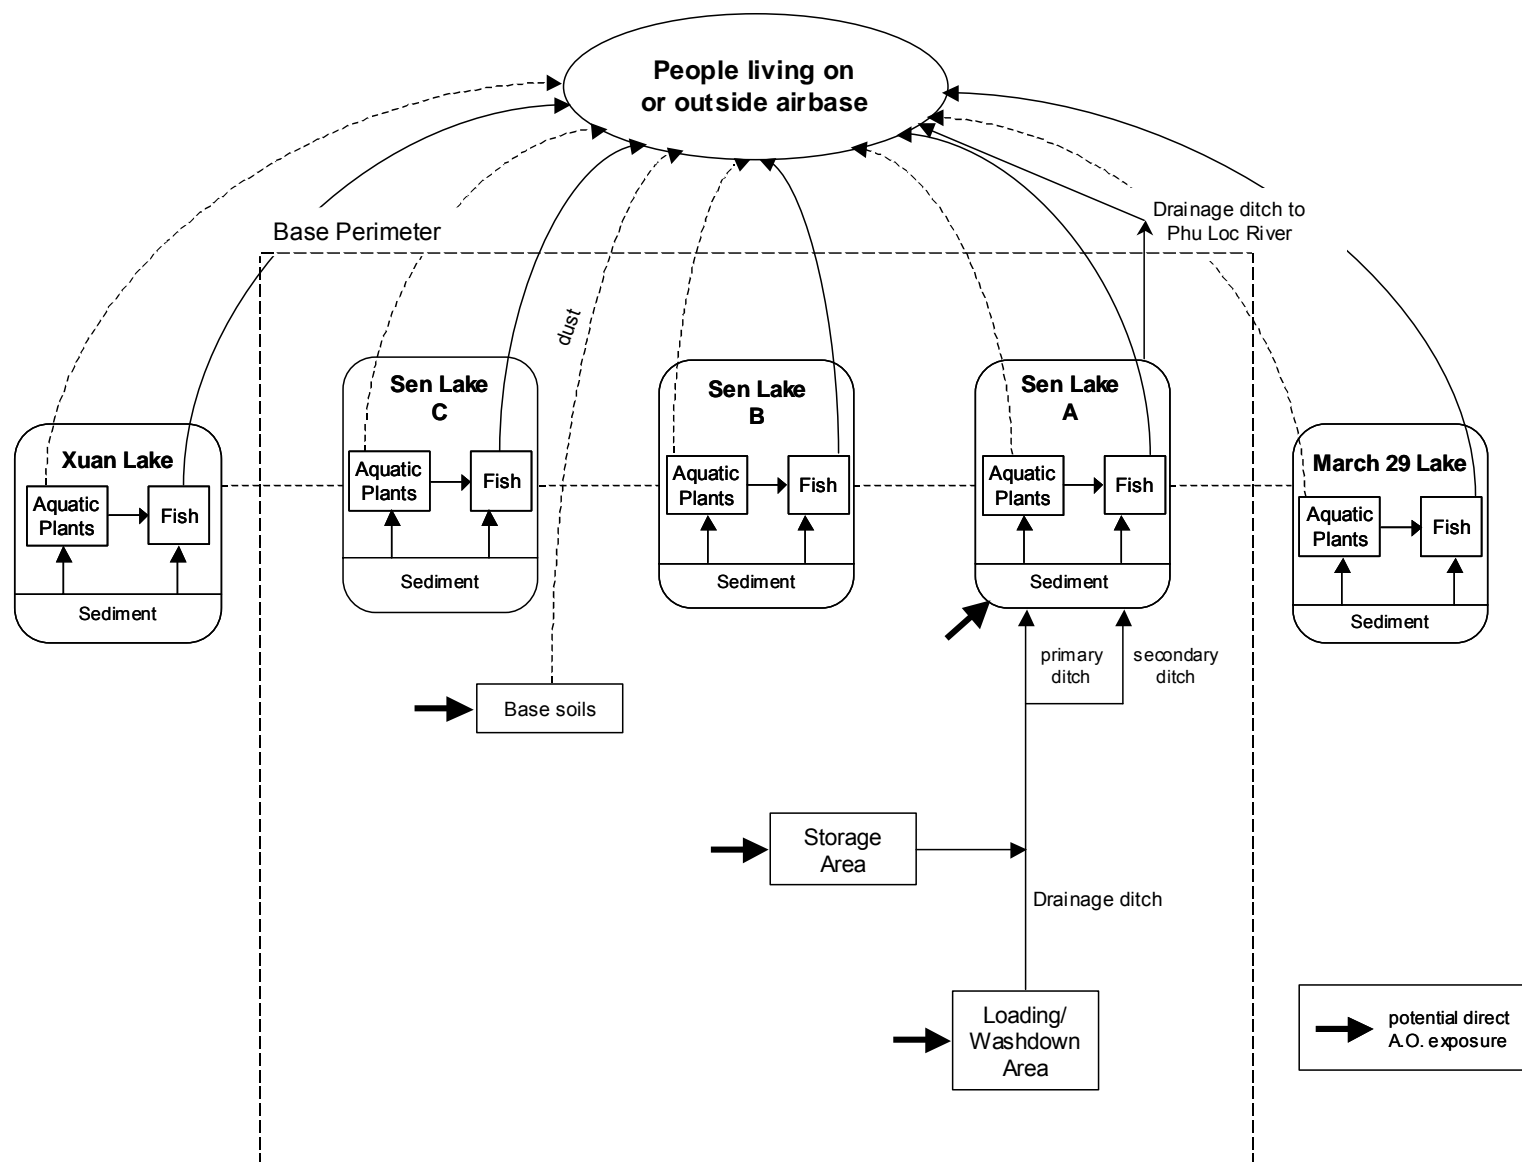 People living on
or outside airbase
Base Perimeter
Drainage ditch to
Phu Loc River
dust
Xuan Lake
Aquatic
Plants
Fish
Sediment
Sen Lake
C
Aquatic
Plants
Fish
Sediment
Sen Lake
B
Aquatic
Plants
Fish
Sediment
Sen Lake
A
Aquatic
Plants
Fish
Sediment
March 29 Lake
Aquatic
Plants
Fish
Sediment
primary
ditch
secondary
ditch
Base soils
Storage
Area
Drainage ditch
Loading/
Washdown
Area
potential direct
A.O. exposure